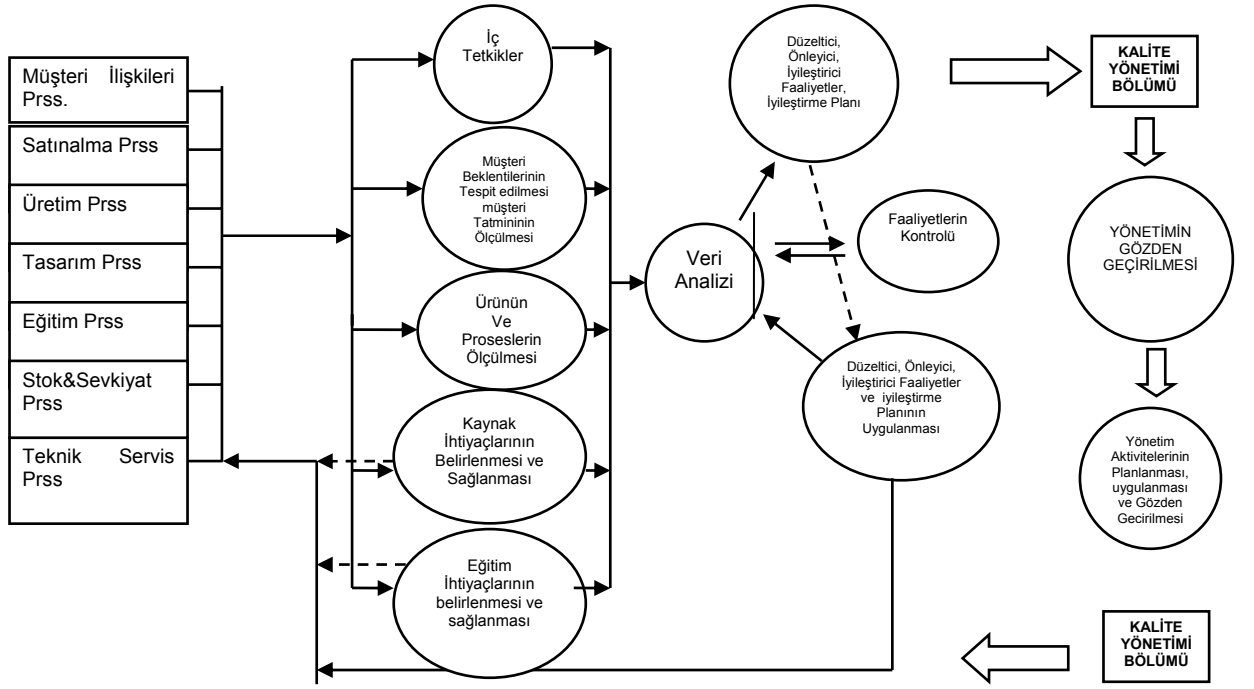 Müşteri İlişkileri
Prss.
Satınalma Prss
Üretim Prss
Tasarım Prss
Eğitim Prss
Stok&Sevkiyat
Prss
Teknik Servis
Prss
İç
Tetkikler
Müşteri
Beklentilerinin
Tespit edilmesi
müşteri
Tatmininin
Ölçülmesi
Ürünün
Ve
Proseslerin
Ölçülmesi
Kaynak
İhtiyaçlarının
Belirlenmesi ve
Sağlanması
Eğitim
İhtiyaçlarının
belirlenmesi ve
sağlanması
Veri
Analizi
Düzeltici,
Önleyici,
İyileştirici
Faaliyetler,
İyileştirme Planı
Faaliyetlerin
Kontrolü
Düzeltici, Önleyici,
İyileştirici Faaliyetler
ve iyileştirme
Planının
Uygulanması
KALİTE
YÖNETİMİ
BÖLÜMÜ
YÖNETİMİN
GÖZDEN
GEÇİRİLMESİ
Yönetim
Aktivitelerinin
Planlanması,
uygulanması
ve Gözden
Gecirilmesi
KALİTE
YÖNETİMİ
BÖLÜMÜ